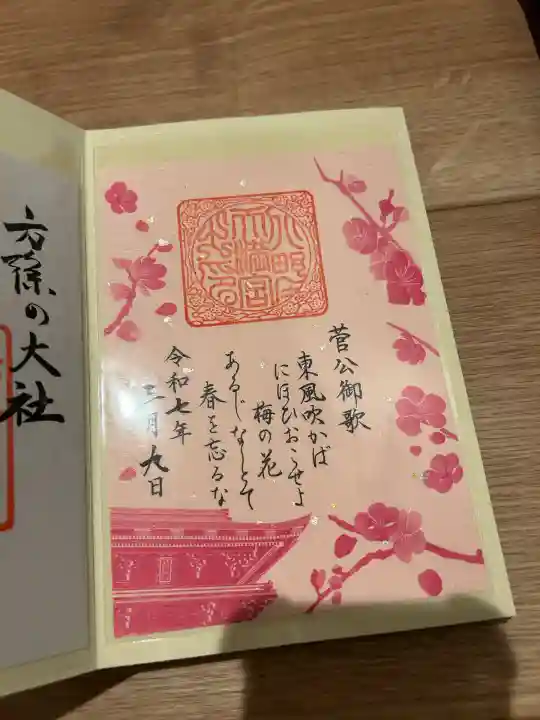 方除の大社
菅公御歌
東風吹かば
にほひおこせよ
梅の花
あるじなしとて
春を忘るな
令和七年
三月九日